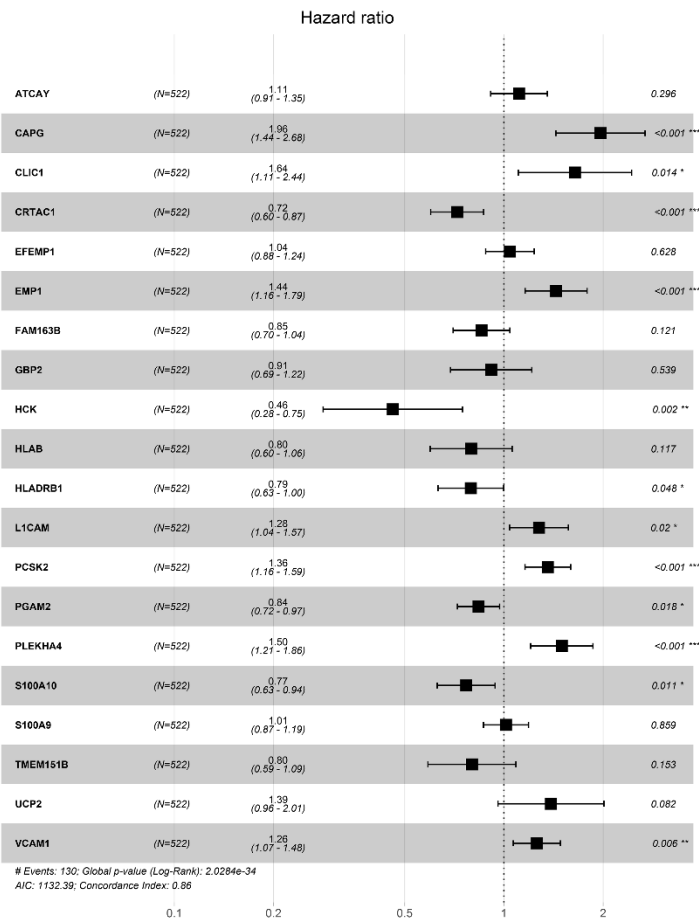 Hazard ratio
ATCAY (N=522) 1.11 (0.91 - 1.35) 0.296
CAPG (N=522) 1.96 (1.44 - 2.68) <0.001 ***
CLIC1 (N=522) 1.64 (1.11 - 2.44) 0.014 *
CRTAC1 (N=522) 0.72 (0.60 - 0.87) <0.001 ***
EFEMP1 (N=522) 1.04 (0.88 - 1.24) 0.628
EMP1 (N=522) 1.44 (1.16 - 1.79) <0.001 ***
FAM163B (N=522) 0.85 (0.70 - 1.04) 0.121
GBP2 (N=522) 0.91 (0.69 - 1.22) 0.539
HCK (N=522) 0.46 (0.28 - 0.75) 0.002 **
HLAB (N=522) 0.80 (0.60 - 1.06) 0.117
HLADRB1 (N=522) 0.79 (0.63 - 1.00) 0.048 *
L1CAM (N=522) 1.28 (1.04 - 1.57) 0.02 *
PCSK2 (N=522) 1.36 (1.16 - 1.59) <0.001 ***
PGAM2 (N=522) 0.84 (0.72 - 0.97) 0.018 *
PLEKHA4 (N=522) 1.50 (1.21 - 1.86) <0.001 ***
S100A10 (N=522) 0.77 (0.63 - 0.94) 0.011 *
S100A9 (N=522) 1.01 (0.87 - 1.19) 0.859
TMEM151B (N=522) 0.80 (0.59 - 1.09) 0.153
UCP2 (N=522) 1.39 (0.96 - 2.01) 0.082
VCAM1 (N=522) 1.26 (1.07 - 1.48) 0.006 **
# Events: 130; Global p-value (Log-Rank): 2.0284e-34
AIC: 1132.39; Concordance Index: 0.86
0.1 0.2 0.5 1 2